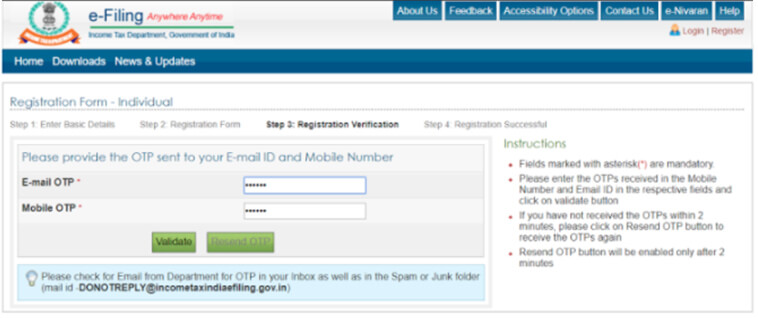 e-Filing Anywhere Anytime
Income Tax Department, Government of India
About Us Feedback Accessibility Options Contact Us e-Nivaran Help
Login | Register
Home Downloads News & Updates
Registration Form - Individual
Step 1: Enter Basic Details Step 2: Registration Form Step 3: Registration Verification Step 4: Registration Successful
Please provide the OTP sent to your E-mail ID and Mobile Number
E-mail OTP * ••••••
Mobile OTP * ••••••
Validate Resend OTP
Please check for Email from Department for OTP in your Inbox as well as in the Spam or Junk folder
(mail id -DONOTREPLY@incometaxindiaefiling.gov.in)
Instructions
Fields marked with asterisk(*) are mandatory.
Please enter the OTPs received in the Mobile
Number and Email ID in the respective fields and
click on validate button
If you have not received the OTPs within 2
minutes, please click on Resend OTP button to
receive the OTPs again
Resend OTP button will be enabled only after 2
minutes